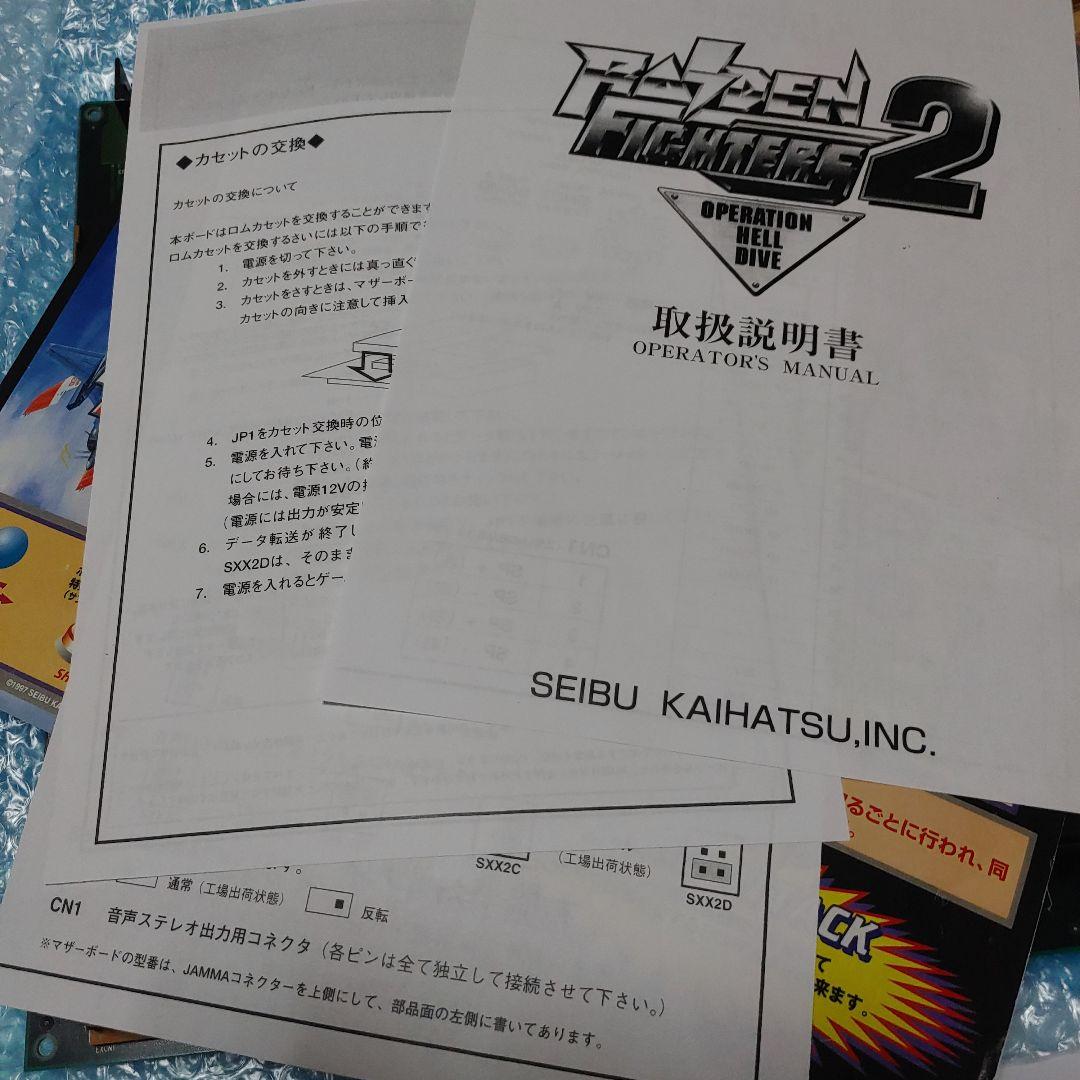 RAIDEN
FIGHTERS 2
OPERATION
HELL
DIVE
取扱説明書
OPERATOR'S MANUAL
SEIBU KAIHATSU,INC.
◆カセットの交換◆
カセットの交換について
本ボードはロムカセットを交換することができます
ロムカセットを交換するさいには以下の手順で
1. 電源を切って下さい。
2. カセットを外すときには真っ直ぐ
3. カセットをさすときは、マザーボー
カセットの向きに注意して挿入
4. JP1をカセット交換時の位
5. 電源を入れて下さい。電
にしてお待ち下さい。(約
場合には、電源12Vの
(電源には出力が安定
6. データ転送が終了し
SXX2Dは、そのまま
7. 電源を入れるとゲー
す。
SXX2C
(工場出荷状態)
SXX2D
通常 (工場出荷状態)
反転
CN1 音声ステレオ出力用コネクタ (各ピンは全て独立して接続させて下さい。)
※マザーボードの型番は、JAMMAコネクターを上側にして、部品面の左側に書いてあります。
©1997 SEIBU KA
るごとに行われ、同
。
ACK
て
来ます。